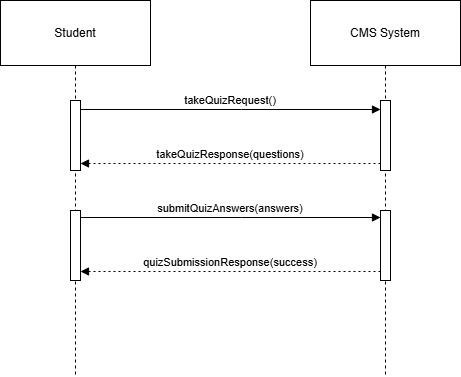 Student
CMS System
takeQuizRequest()
takeQuizResponse(questions)
submitQuizAnswers(answers)
quizSubmissionResponse(success)